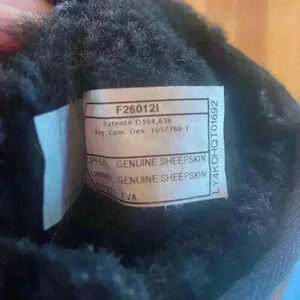 F26012I
Patent# D594,638
Reg. Com. Des. 1057780-1
UPPER GENUINE SHEEPSKIN
LINING GENUINE SHEEPSKIN
EVA
LY4KDHQT01692